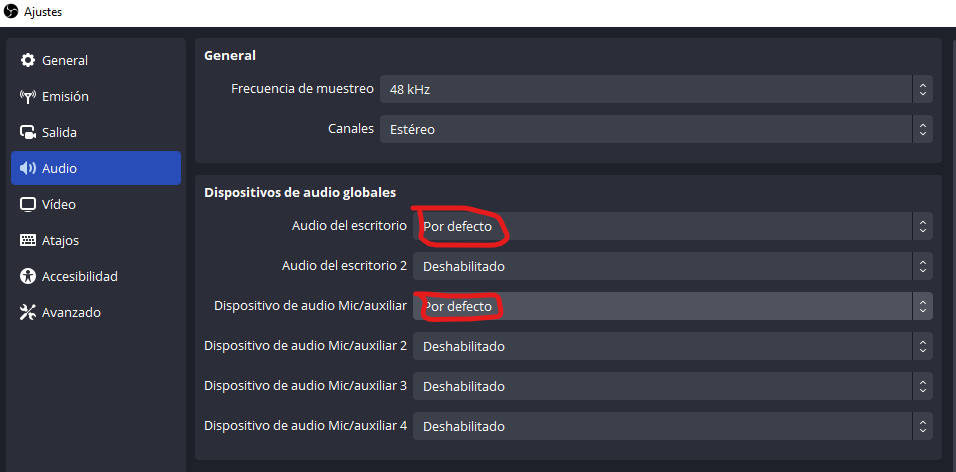 Ajustes
General
Emisión
Salida
Audio
Vídeo
Atajos
Accesibilidad
Avanzado
General
Frecuencia de muestreo 48 kHz
Canales Estéreo
Dispositivos de audio globales
Audio del escritorio Por defecto
Audio del escritorio 2 Deshabilitado
Dispositivo de audio Mic/auxiliar Por defecto
Dispositivo de audio Mic/auxiliar 2 Deshabilitado
Dispositivo de audio Mic/auxiliar 3 Deshabilitado
Dispositivo de audio Mic/auxiliar 4 Deshabilitado